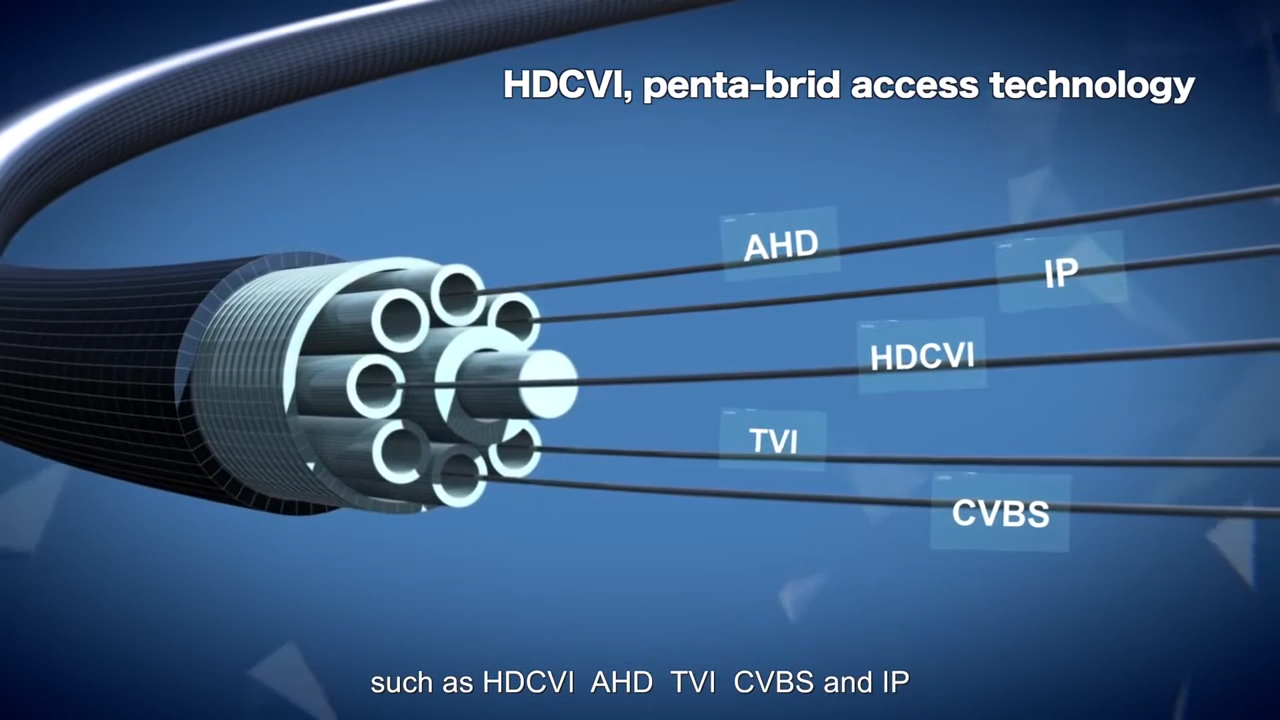 HDCVI, penta-brid access technology
AHD
IP
HDCVI
TVI
CVBS
such as HDCVI AHD TVI CVBS and IP